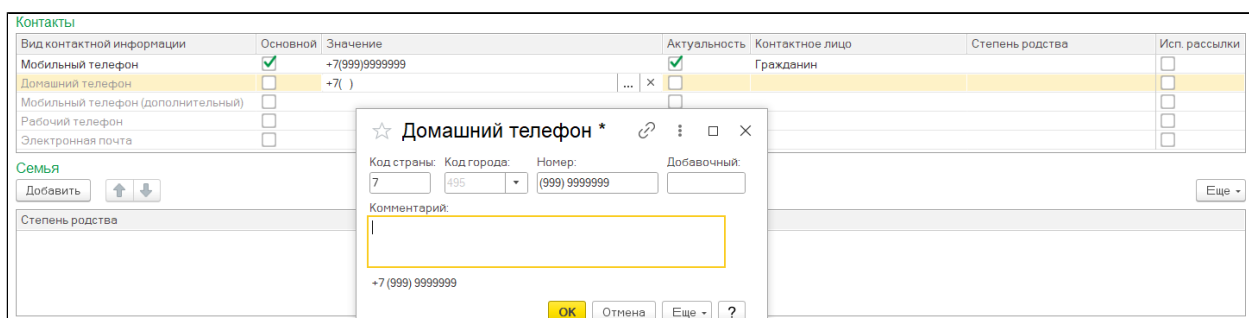 Контакты
Вид контактной информации Основной Значение Актуальность Контактное лицо Степень родства Исп. рассылки
Мобильный телефон +7(999)9999999 Гражданин
Домашний телефон +7( ) ... ×
Мобильный телефон (дополнительный)
Рабочий телефон
Электронная почта
Домашний телефон *
Код страны: Код города: Номер: Добавочный:
7 495 (999) 9999999
Комментарий:
+7 (999) 9999999
ОК Отмена Еще ?
Семья
Добавить Еще
Степень родства